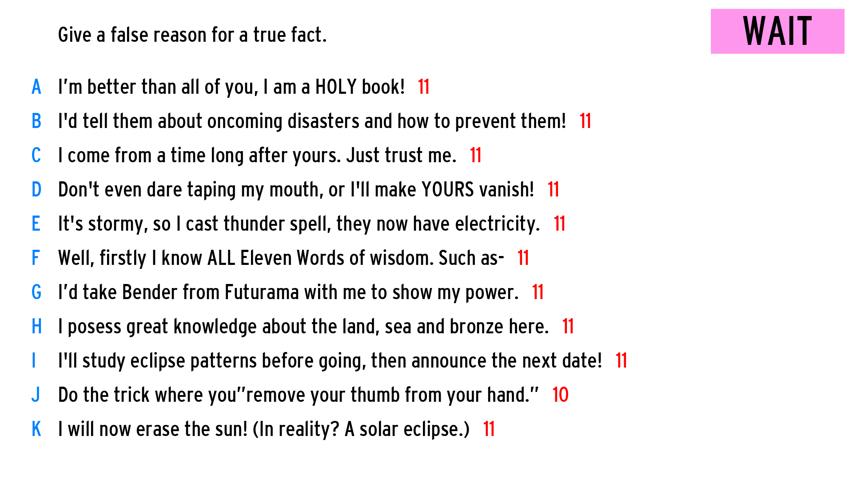 Give a false reason for a true fact.
WAIT
A I'm better than all of you, I am a HOLY book! 11
B I'd tell them about oncoming disasters and how to prevent them! 11
C I come from a time long after yours. Just trust me. 11
D Don't even dare taping my mouth, or I'll make YOURS vanish! 11
E It's stormy, so I cast thunder spell, they now have electricity. 11
F Well, firstly I know ALL Eleven Words of wisdom. Such as- 11
G I'd take Bender from Futurama with me to show my power. 11
H I posess great knowledge about the land, sea and bronze here. 11
I I'll study eclipse patterns before going, then announce the next date! 11
J Do the trick where you"remove your thumb from your hand." 10
K I will now erase the sun! (In reality? A solar eclipse.) 11